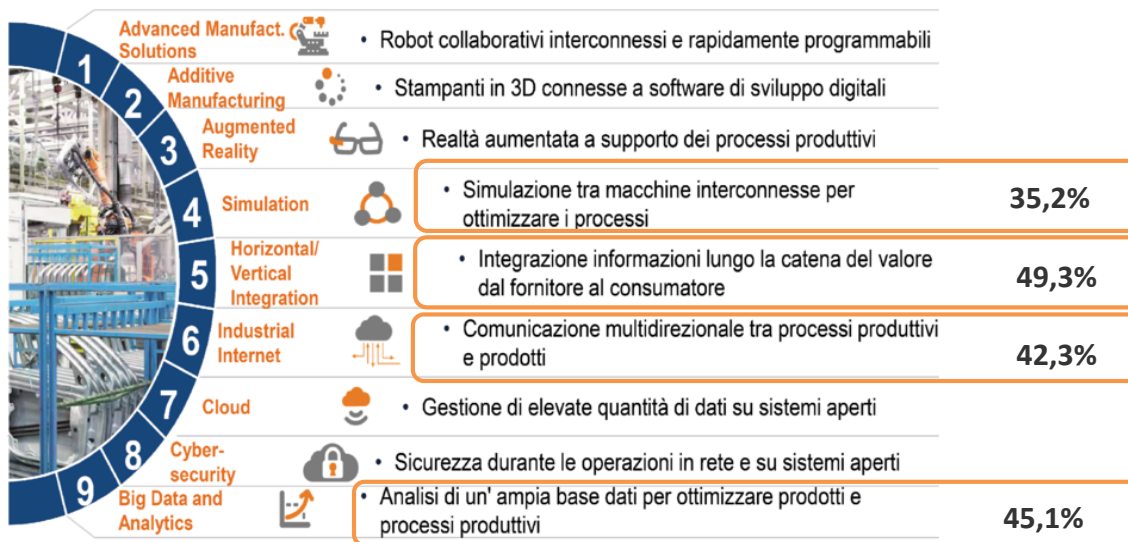 1
Advanced Manufact.
Solutions
• Robot collaborativi interconnessi e rapidamente programmabili
2
Additive
Manufacturing
• Stampanti in 3D connesse a software di sviluppo digitali
3
Augmented
Reality
• Realtà aumentata a supporto dei processi produttivi
4
Simulation
• Simulazione tra macchine interconnesse per
ottimizzare i processi
35,2%
5
Horizontal/
Vertical
Integration
• Integrazione informazioni lungo la catena del valore
dal fornitore al consumatore
49,3%
6
Industrial
Internet
• Comunicazione multidirezionale tra processi produttivi
e prodotti
42,3%
7
Cloud
• Gestione di elevate quantità di dati su sistemi aperti
8
Cyber-
security
• Sicurezza durante le operazioni in rete e su sistemi aperti
9
Big Data and
Analytics
• Analisi di un' ampia base dati per ottimizzare prodotti e
processi produttivi
45,1%